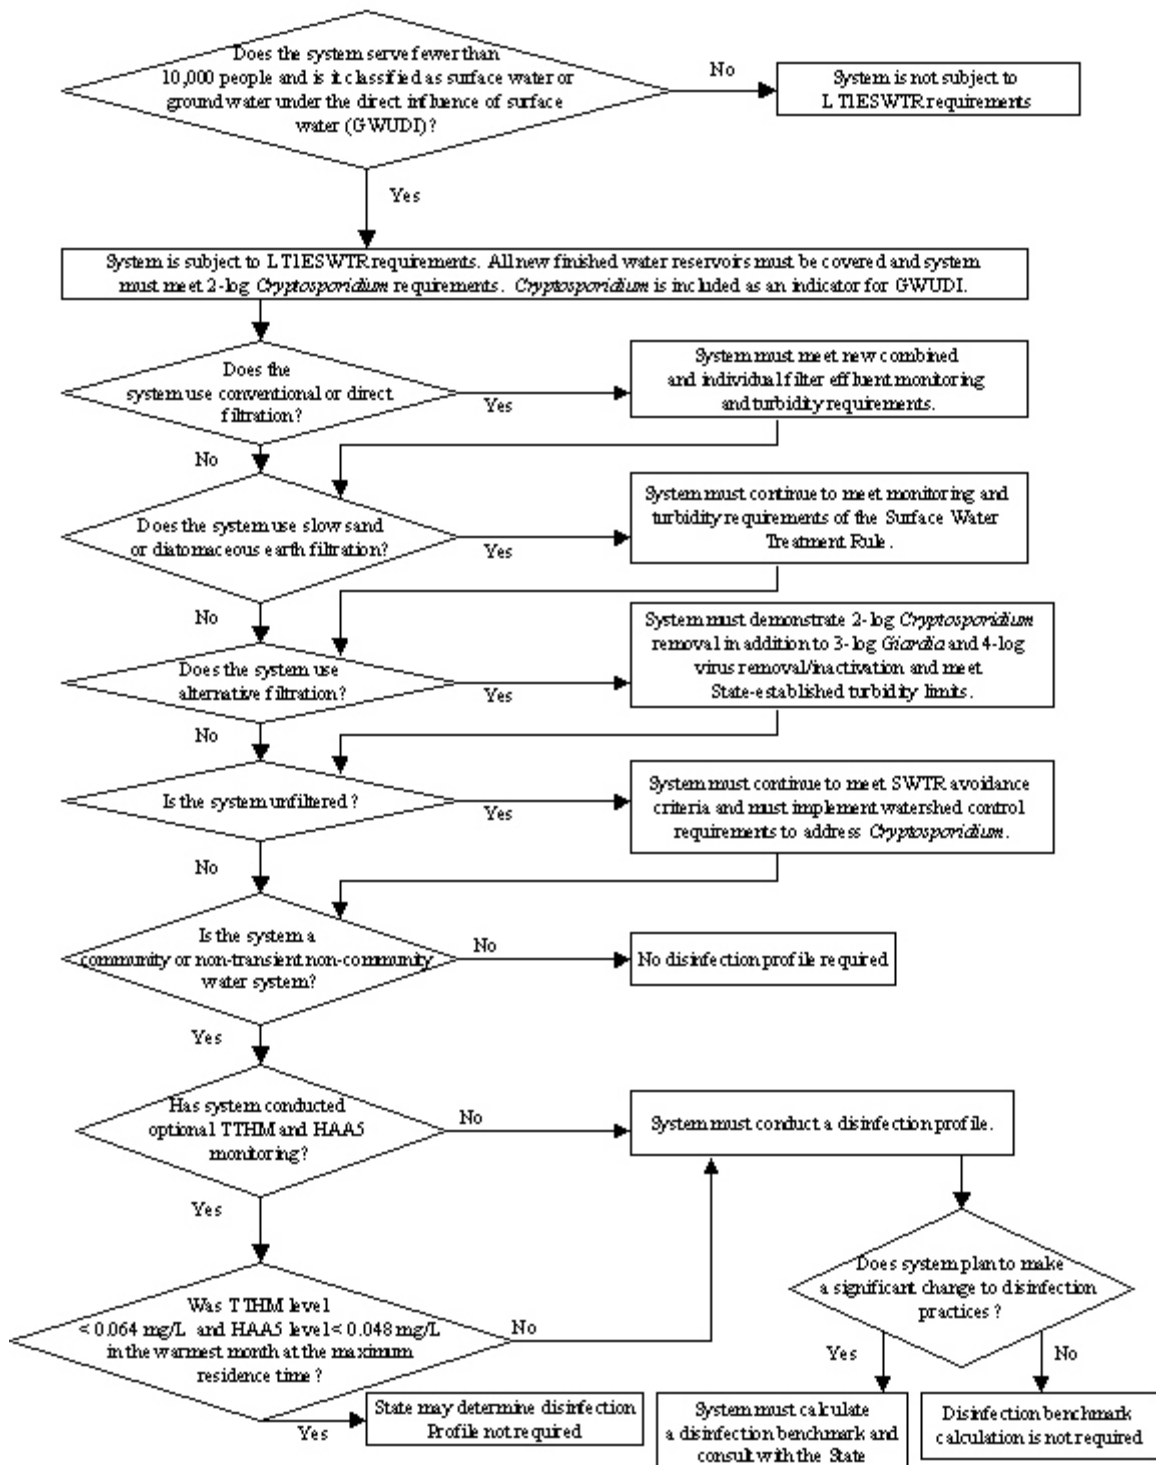 Does the system serve fewer than
10,000 people and is it classified as surface water or
ground water under the direct influence of surface
water (GWUDI)?
No
System is not subject to
LT1ESWTR requirements
Yes
System is subject to LT1ESWTR requirements. All new finished water reservoirs must be covered and system
must meet 2-log Cryptosporidium requirements. Cryptosporidium is included as an indicator for GWUDI.
Does the
system use conventional or direct
filtration?
Yes
System must meet new combined
and individual filter effluent monitoring
and turbidity requirements.
No
Does the system use slow sand
or diatomaceous earth filtration?
Yes
System must continue to meet monitoring and
turbidity requirements of the Surface Water
Treatment Rule.
No
Does the system use
alternative filtration?
Yes
System must demonstrate 2-log Cryptosporidium
removal in addition to 3-log Giardia and 4-log
virus removal/inactivation and meet
State-established turbidity limits.
No
Is the system unfiltered?
Yes
System must continue to meet SWTR avoidance
criteria and must implement watershed control
requirements to address Cryptosporidium.
No
Is the system a
community or non-transient non-community
water system?
No
No disinfection profile required
Yes
Has system conducted
optional TTHM and HAA5
monitoring?
No
System must conduct a disinfection profile.
Yes
Does system plan to make
a significant change to disinfection
practices?
Was TTHM level
< 0.064 mg/L and HAA5 level < 0.048 mg/L
in the warmest month at the maximum
residence time?
No
Yes
No
Yes
State may determine disinfection
Profile not required
System must calculate
a disinfection benchmark and
consult with the State
Disinfection benchmark
calculation is not required